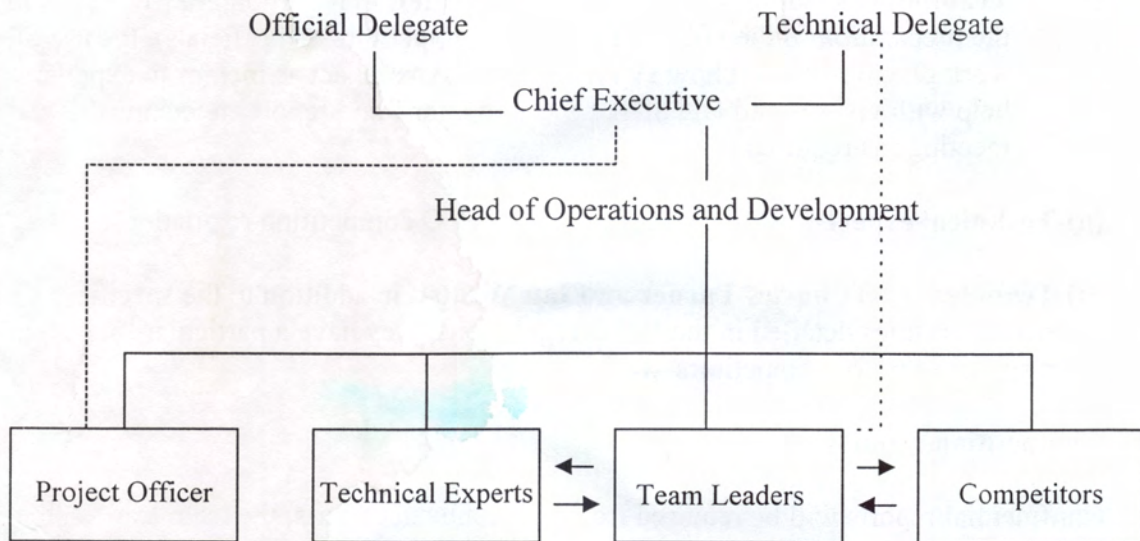 Official Delegate
Technical Delegate
Chief Executive
Head of Operations and Development
Project Officer
Technical Experts
Team Leaders
Competitors